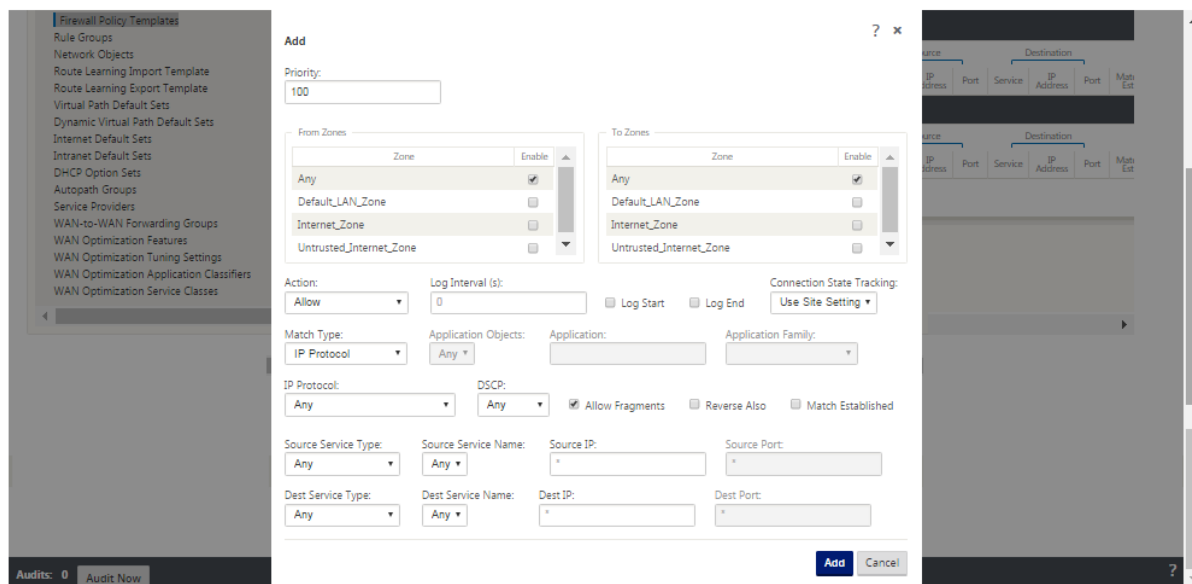 Firewall Policy Templates
Rule Groups
Network Objects
Route Learning Import Template
Route Learning Export Template
Virtual Path Default Sets
Dynamic Virtual Path Default Sets
Internet Default Sets
Intranet Default Sets
DHCP Option Sets
Autopath Groups
Service Providers
WAN-to-WAN Forwarding Groups
WAN Optimization Features
WAN Optimization Tuning Settings
WAN Optimization Application Classifiers
WAN Optimization Service Classes
Add ? ×
Priority:
100
From Zones To Zones
Zone Enable Zone Enable
Any Any
Default_LAN_Zone Default_LAN_Zone
Internet_Zone Internet_Zone
Untrusted_Internet_Zone Untrusted_Internet_Zone
Action: Log Interval (s): Connection State Tracking:
Allow 0 Log Start Log End Use Site Setting
Match Type: Application Objects: Application: Application Family:
IP Protocol Any
IP Protocol: DSCP:
Any Any Allow Fragments Reverse Also Match Established
Source Service Type: Source Service Name: Source IP: Source Port:
Any Any * *
Dest Service Type: Dest Service Name: Dest IP: Dest Port:
Any Any * *
Add Cancel
Destination
IP Address Port Service IP Address Port
Destination
IP Address Port Service IP Address Port
Audits: 0 Audit Now ?